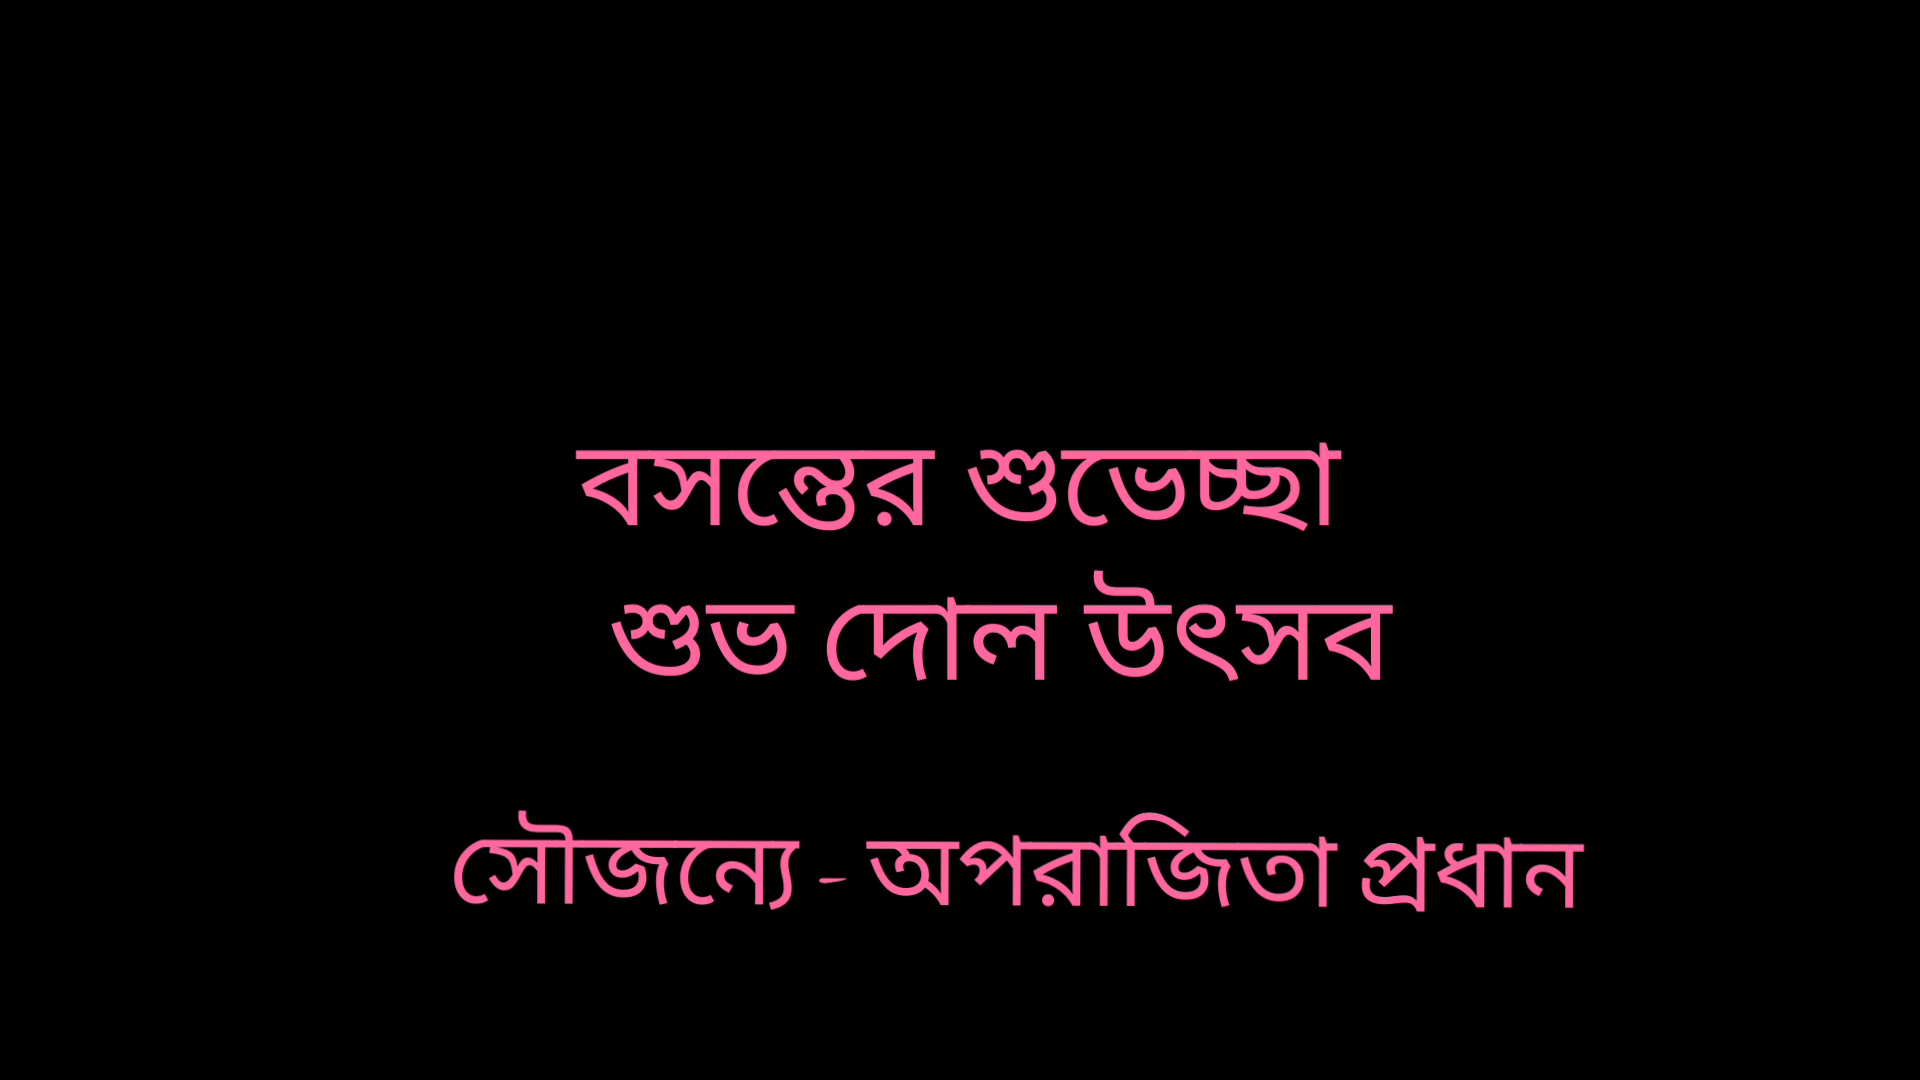 বসন্তের শুভেচ্ছা
শুভ দোল উৎসব
সৌজন্যে - অপরাজিতা প্রধান